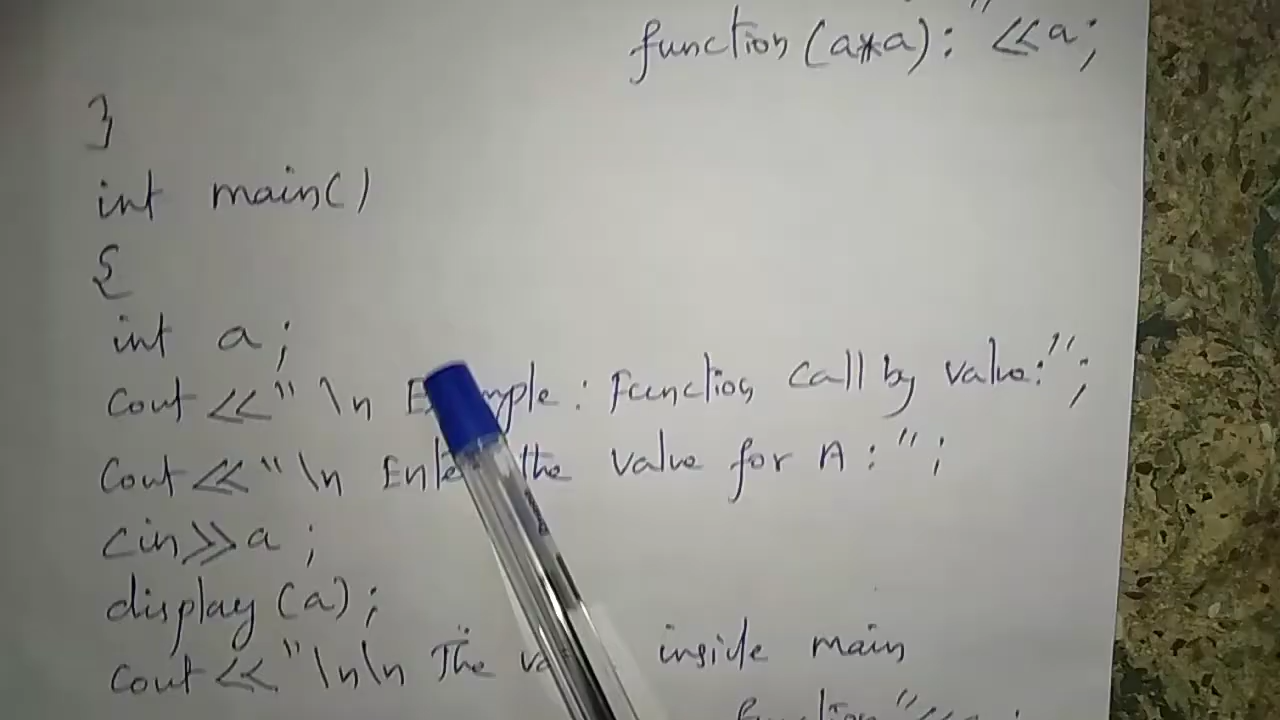 function (a*a): "<<a;
}
int main()
{
int a;
Cout <<"\n Example: Function Call by value:";
Cout <<"\n Enter the value for A:";
Cin>>a;
display (a);
Cout <<"\n\n The inside main
function "<<a;